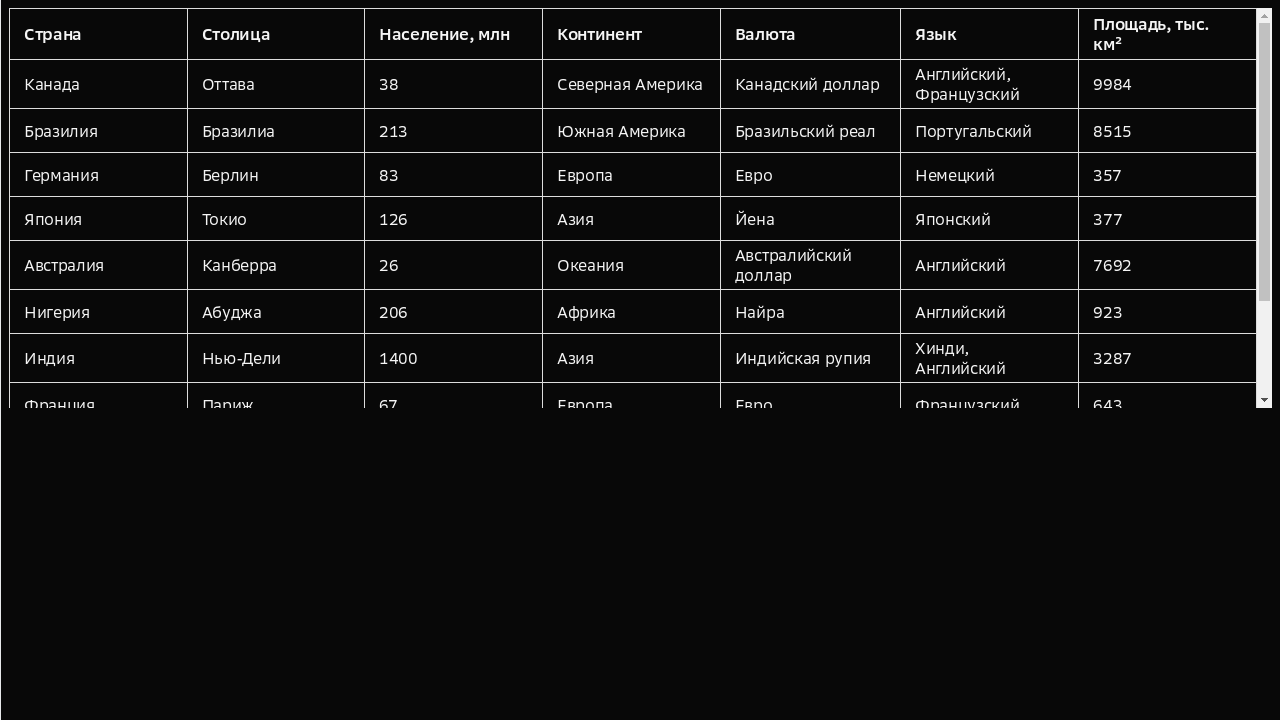 Страна Столица Население, млн Континент Валюта Язык Площадь, тыс. км²
Канада Оттава 38 Северная Америка Канадский доллар Английский, Французский 9984
Бразилия Бразилиа 213 Южная Америка Бразильский реал Португальский 8515
Германия Берлин 83 Европа Евро Немецкий 357
Япония Токио 126 Азия Йена Японский 377
Австралия Канберра 26 Океания Австралийский доллар Английский 7692
Нигерия Абуджа 206 Африка Найра Английский 923
Индия Нью-Дели 1400 Азия Индийская рупия Хинди, Английский 3287
Франция Париж 67 Европа Евро Французский 643